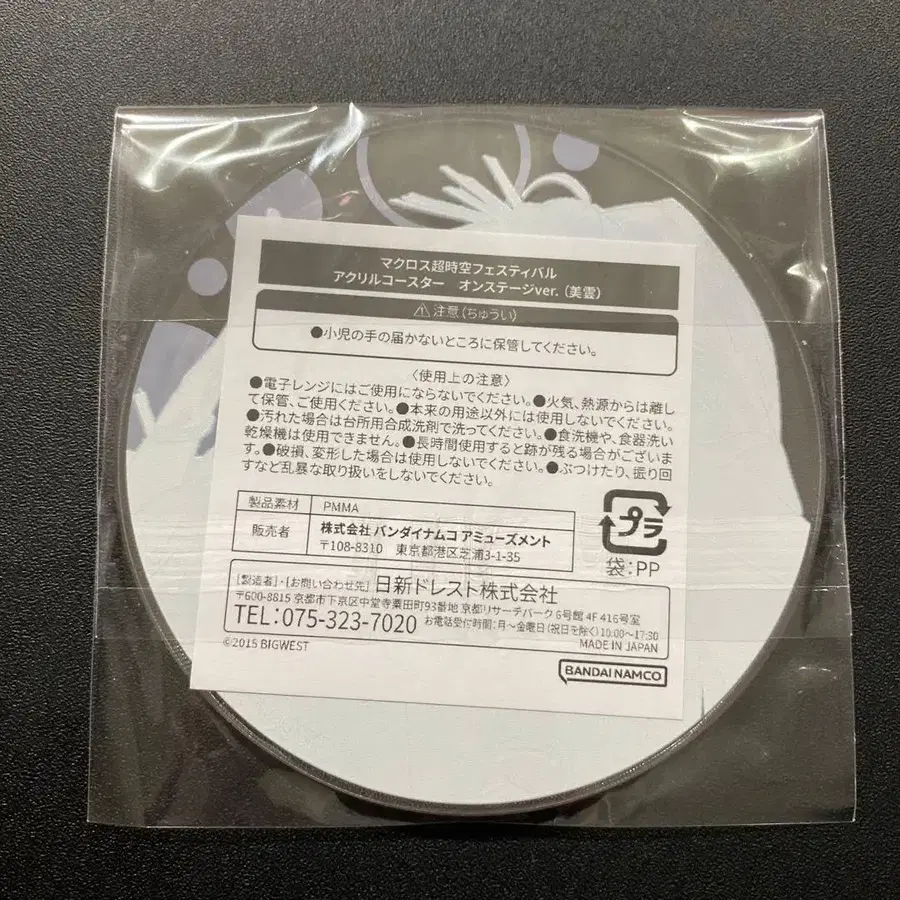 マクロス超時空フェスティバル
アクリルコースター　オンステージver.（美雲）
⚠注意（ちゅうい）
●小児の手の届かないところに保管してください。
〈使用上の注意〉
●電子レンジにはご使用にならないでください。●火気、熱源からは離し
て保管、ご使用ください。●本来の用途以外には使用しないでください。
●汚れた場合は台所用合成洗剤で洗ってください。●食洗機や、食器洗い
乾燥機は使用できません。●長時間使用すると跡が残る場合がございま
す。●破損、変形した場合は使用しないでください。●ぶつけたり、振り回
すなど乱暴な取り扱いをしないでください。
製品素材 PMMA
販売者 株式会社 バンダイナムコ アミューズメント
〒108-8310　東京都港区芝浦3-1-35
プラ
袋:PP
［製造者］・［お問い合わせ先］日新ドレスト株式会社
〒600-8815 京都市下京区中堂寺粟田町93番地 京都リサーチパーク 6号館 4F 416号室
TEL:075-323-7020 お電話受付時間：月～金曜日（祝日を除く）10:00～17:30
MADE IN JAPAN
©2015 BIGWEST
BANDAI NAMCO